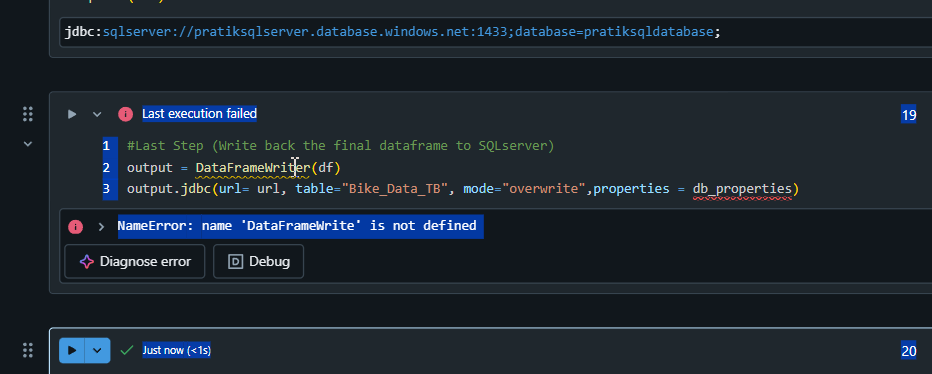 jdbc:sqlserver://pratiksqlserver.database.windows.net:1433;database=pratiksqldatabase;
Last execution failed
19
1 #Last Step (Write back the final dataframe to SQLserver)
2 output = DataFrameWriter(df)
3 output.jdbc(url= url, table="Bike_Data_TB", mode="overwrite",properties = db_properties)
NameError: name 'DataFrameWrite' is not defined
Diagnose error
Debug
Just now (<1s)
20